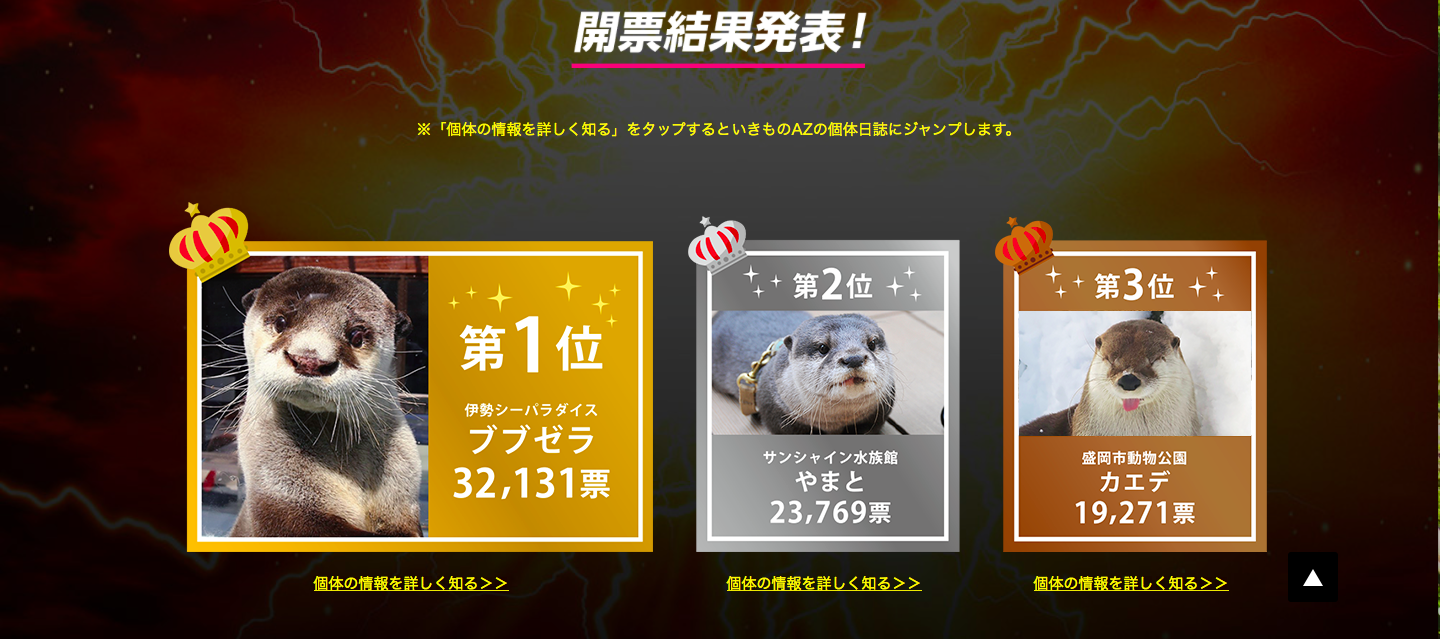 開票結果発表！
※「個体の情報を詳しく知る」をタップするといきものAZの個体日誌にジャンプします。
第1位
伊勢シーパラダイス
ブブゼラ
32,131票
個体の情報を詳しく知る＞＞
第2位
サンシャイン水族館
やまと
23,769票
個体の情報を詳しく知る＞＞
第3位
盛岡市動物公園
カエデ
19,271票
個体の情報を詳しく知る＞＞